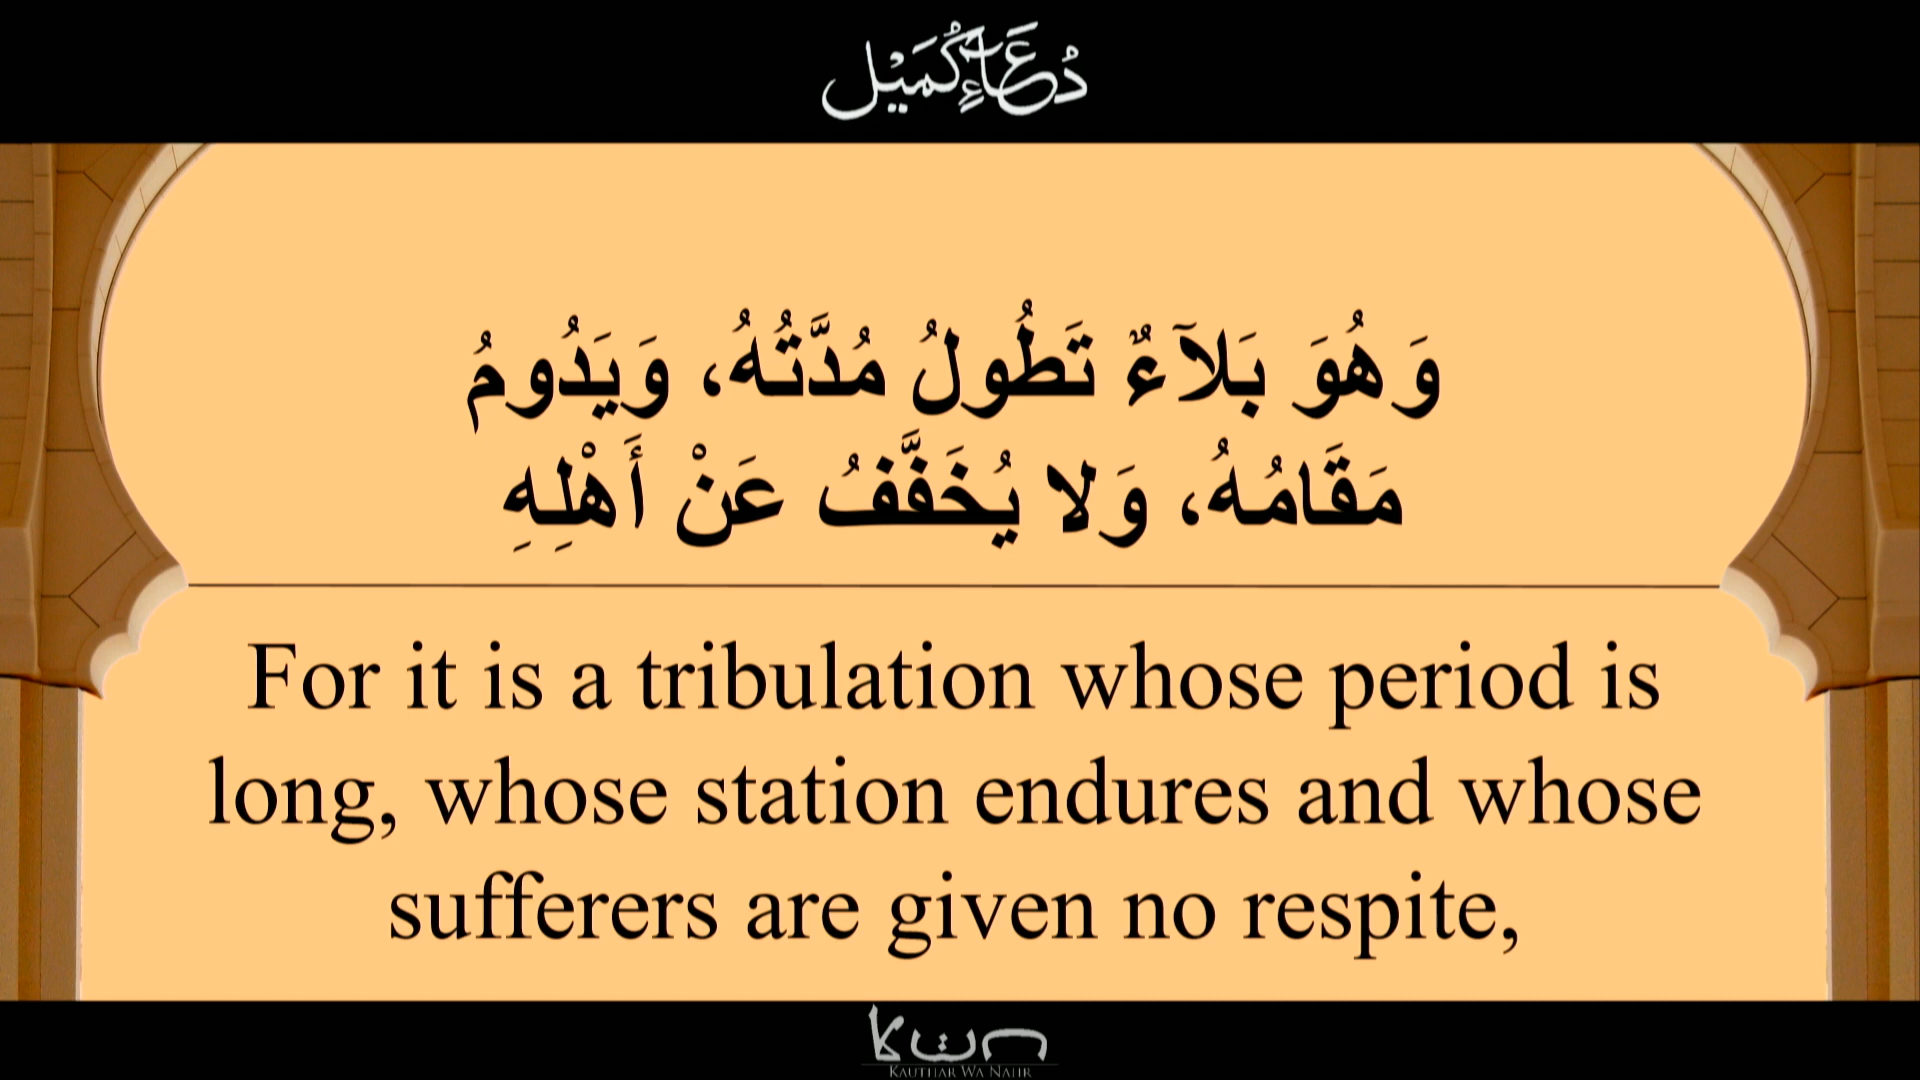 دُعَاءُ كُمَيْل
وَهُوَ بَلآءٌ تَطُولُ مُدَّتُهُ، وَيَدُومُ
مَقَامُهُ، وَلا يُخَفَّفُ عَنْ أَهْلِهِ
For it is a tribulation whose period is
long, whose station endures and whose
sufferers are given no respite,
kwn
KAUTHAR WA NAHR